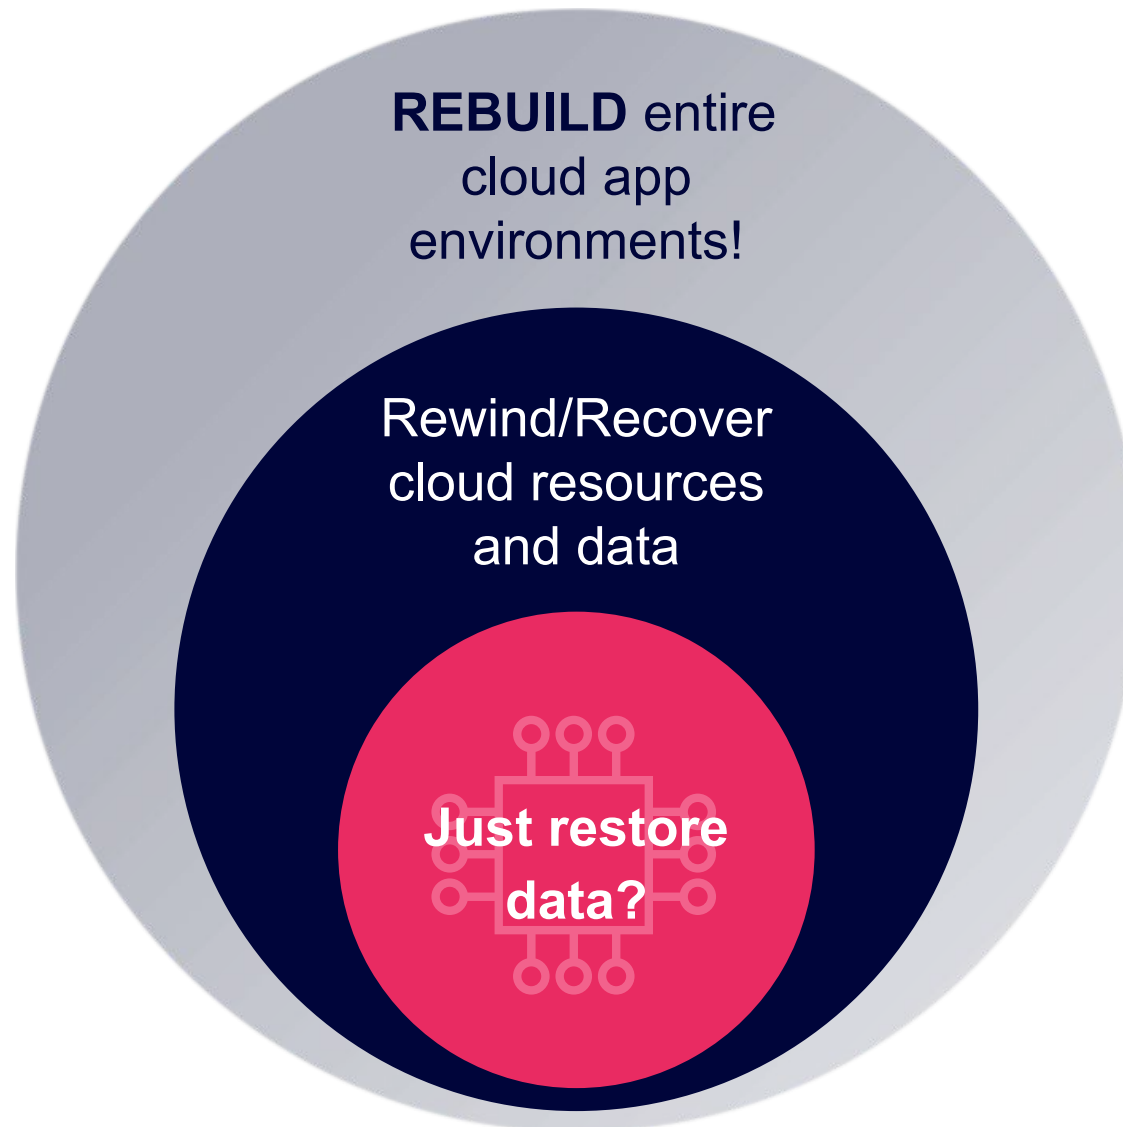 REBUILD entire
cloud app
environments!
Rewind/Recover
cloud resources
and data
Just restore
data?